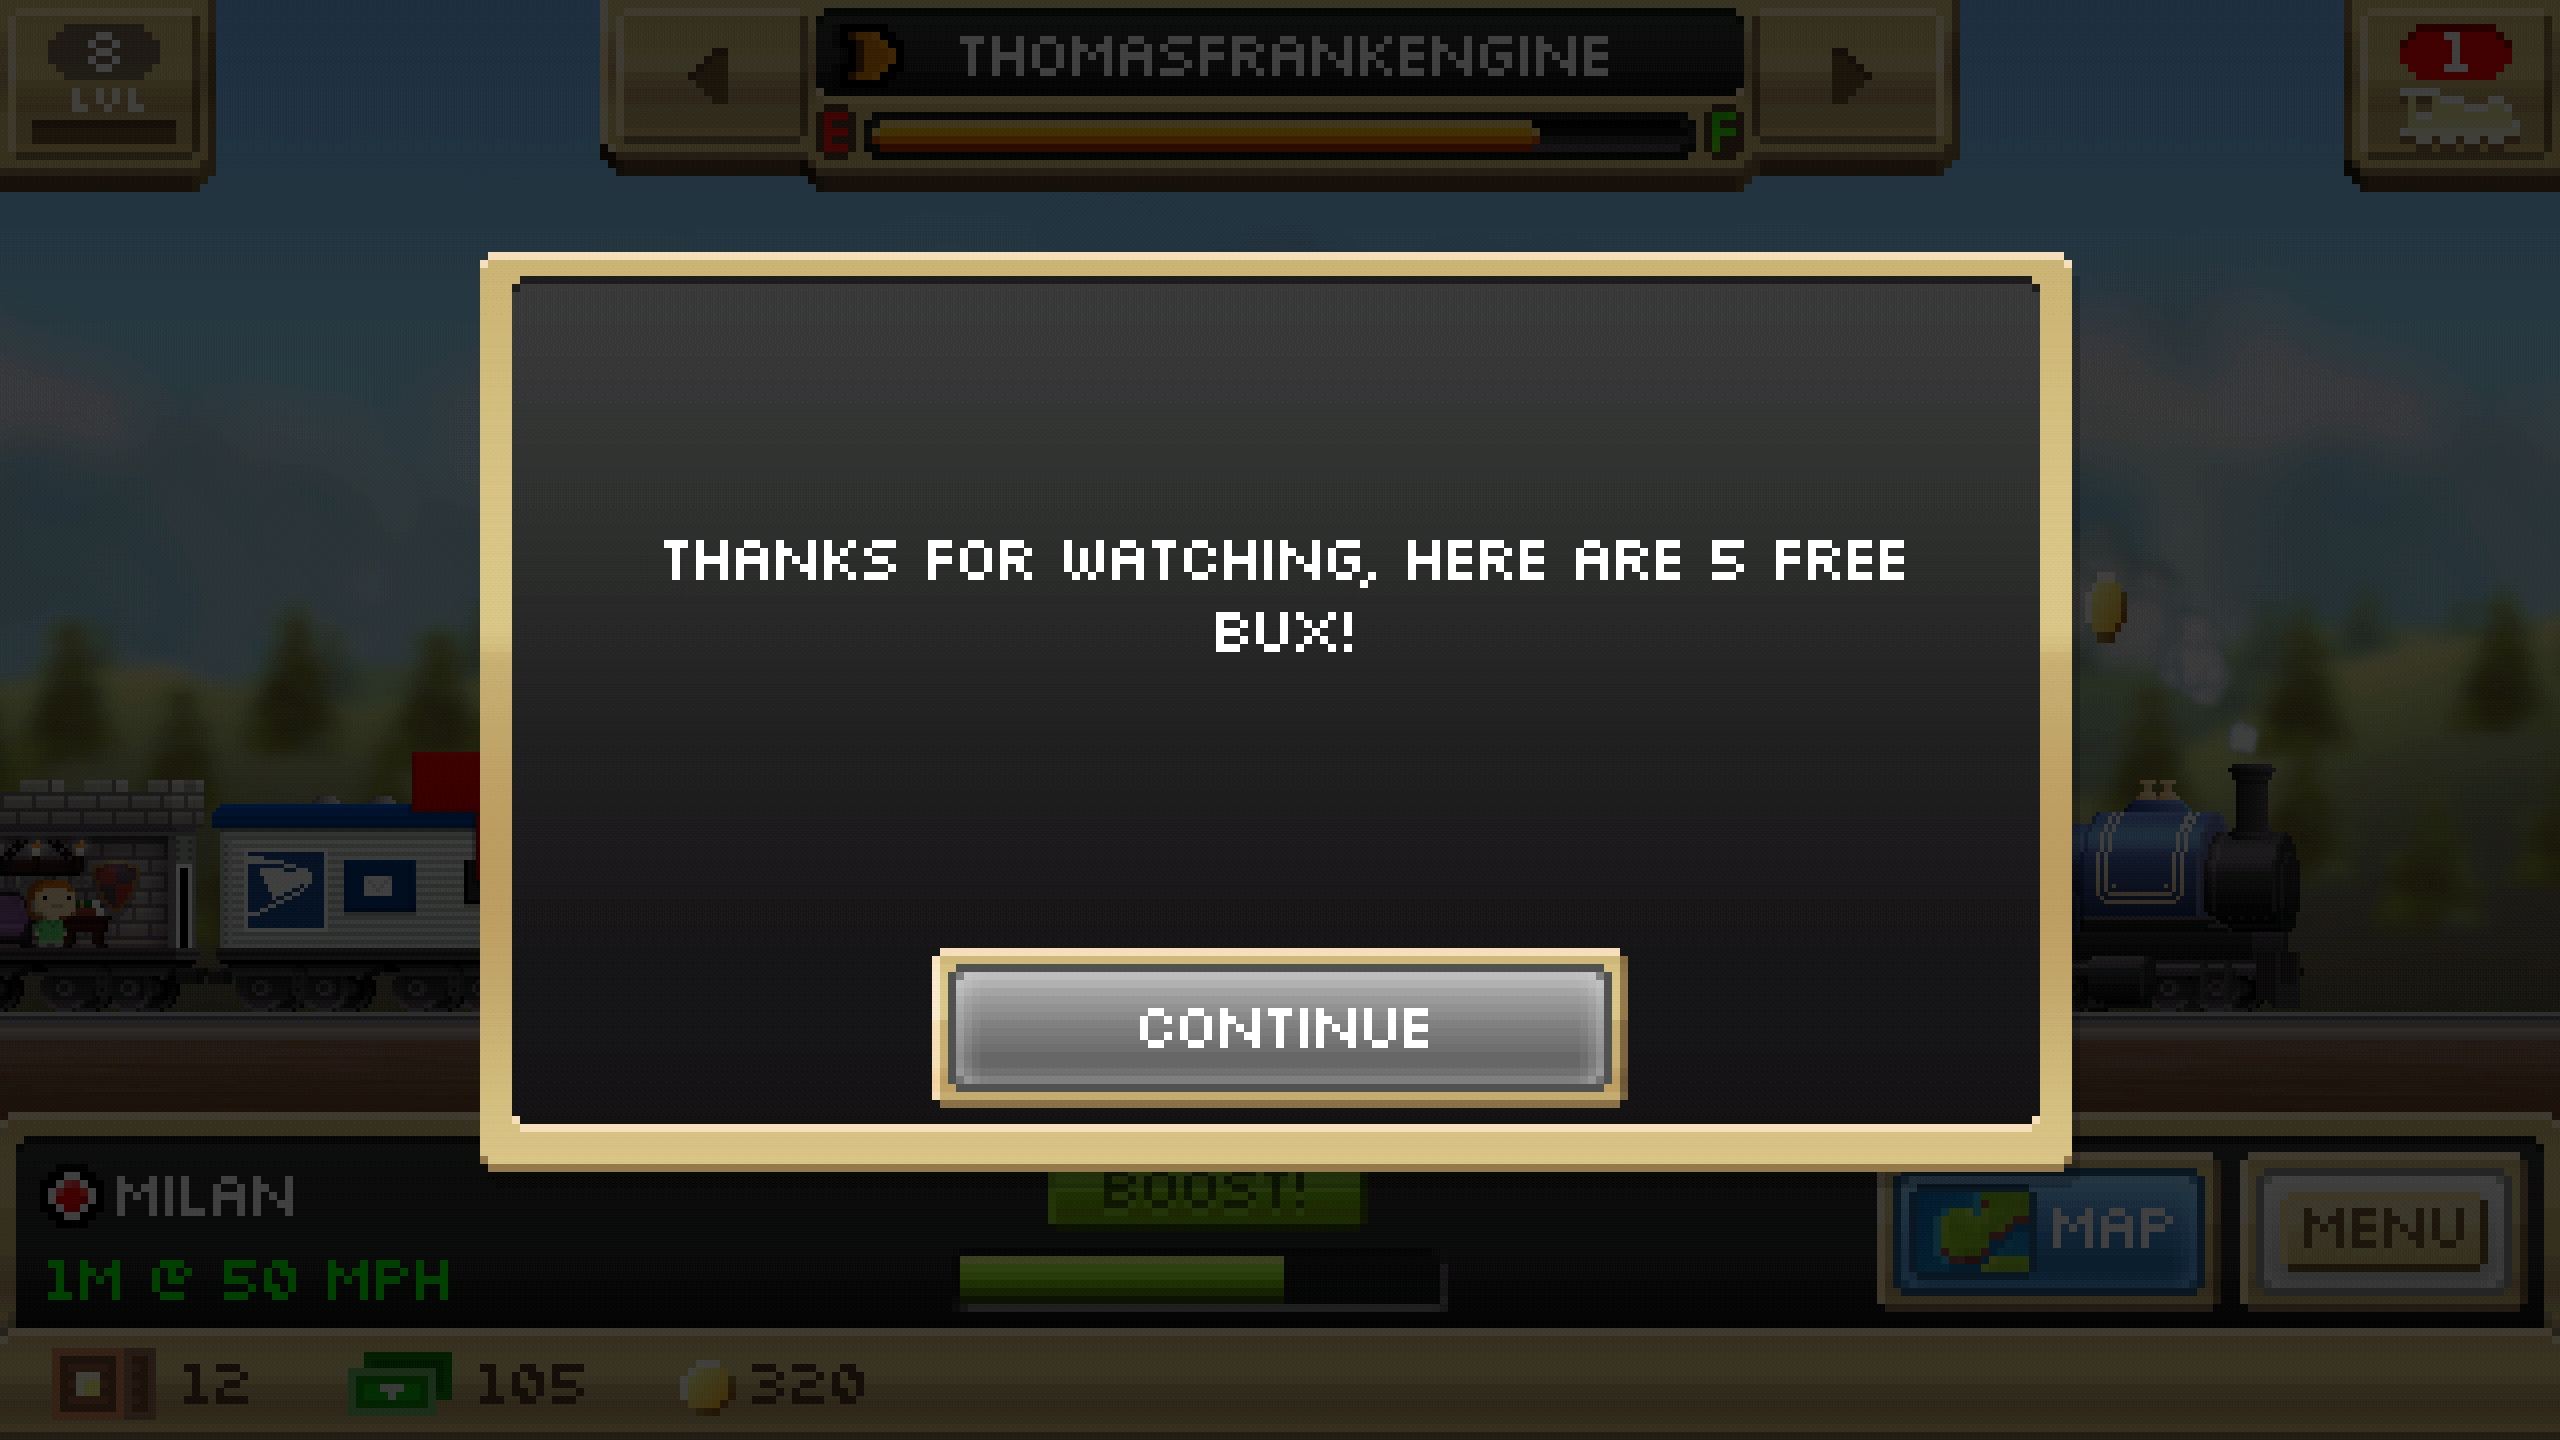 8
LVL
THOMASFRANKENGINE
E F
1
THANKS FOR WATCHING, HERE ARE 5 FREE
BUX!
CONTINUE
MILAN
1M @ 50 MPH
BOOST!
MAP
MENU
12 105 320